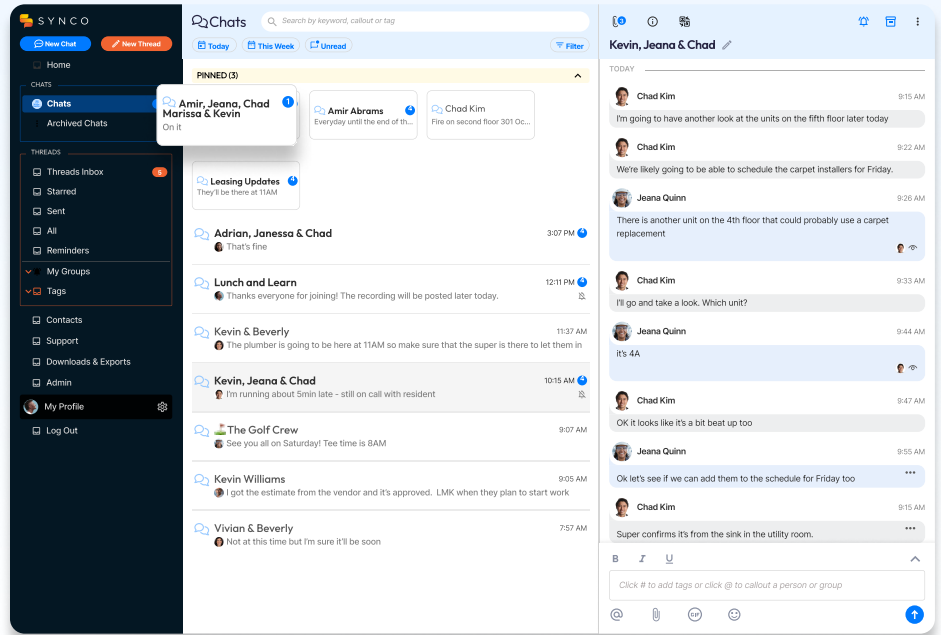 SYNCO
New Chat
New Thread
Home
CHATS
Chats
Archived Chats
THREADS
Threads Inbox
5
Starred
Sent
All
Reminders
My Groups
Tags
Contacts
Support
Downloads & Exports
Admin
My Profile
Log Out
Chats
Search by keyword, callout or tag
Today
This Week
Unread
Filter
PINNED (3)
Amir, Jeana, Chad
Marissa & Kevin
1
On it
Amir Abrams
4
Everyday until the end of th...
Chad Kim
Fire on second floor 301 Oc...
Leasing Updates
4
They'll be there at 11AM
Adrian, Janessa & Chad
3:07 PM
4
That's fine
Lunch and Learn
12:11 PM
4
Thanks everyone for joining! The recording will be posted later today.
Kevin & Beverly
11:37 AM
The plumber is going to be here at 11AM so make sure that the super is there to let them in
Kevin, Jeana & Chad
10:15 AM
4
I'm running about 5min late - still on call with resident
The Golf Crew
9:07 AM
See you all on Saturday! Tee time is 8AM
Kevin Williams
9:05 AM
I got the estimate from the vendor and it's approved. LMK when they plan to start work
Vivian & Beverly
7:57 AM
Not at this time but I'm sure it'll be soon
3
Kevin, Jeana & Chad
TODAY
Chad Kim
9:15 AM
I'm going to have another look at the units on the fifth floor later today
Chad Kim
9:22 AM
We're likely going to be able to schedule the carpet installers for Friday.
Jeana Quinn
9:26 AM
There is another unit on the 4th floor that could probably use a carpet
replacement
Chad Kim
9:33 AM
I'll go and take a look. Which unit?
Jeana Quinn
9:44 AM
it's 4A
Chad Kim
9:47 AM
OK it looks like it's a bit beat up too
Jeana Quinn
9:55 AM
Ok let's see if we can add them to the schedule for Friday too
Chad Kim
9:15 AM
Super confirms it's from the sink in the utility room.
B I U
Click # to add tags or click @ to callout a person or group
GIF